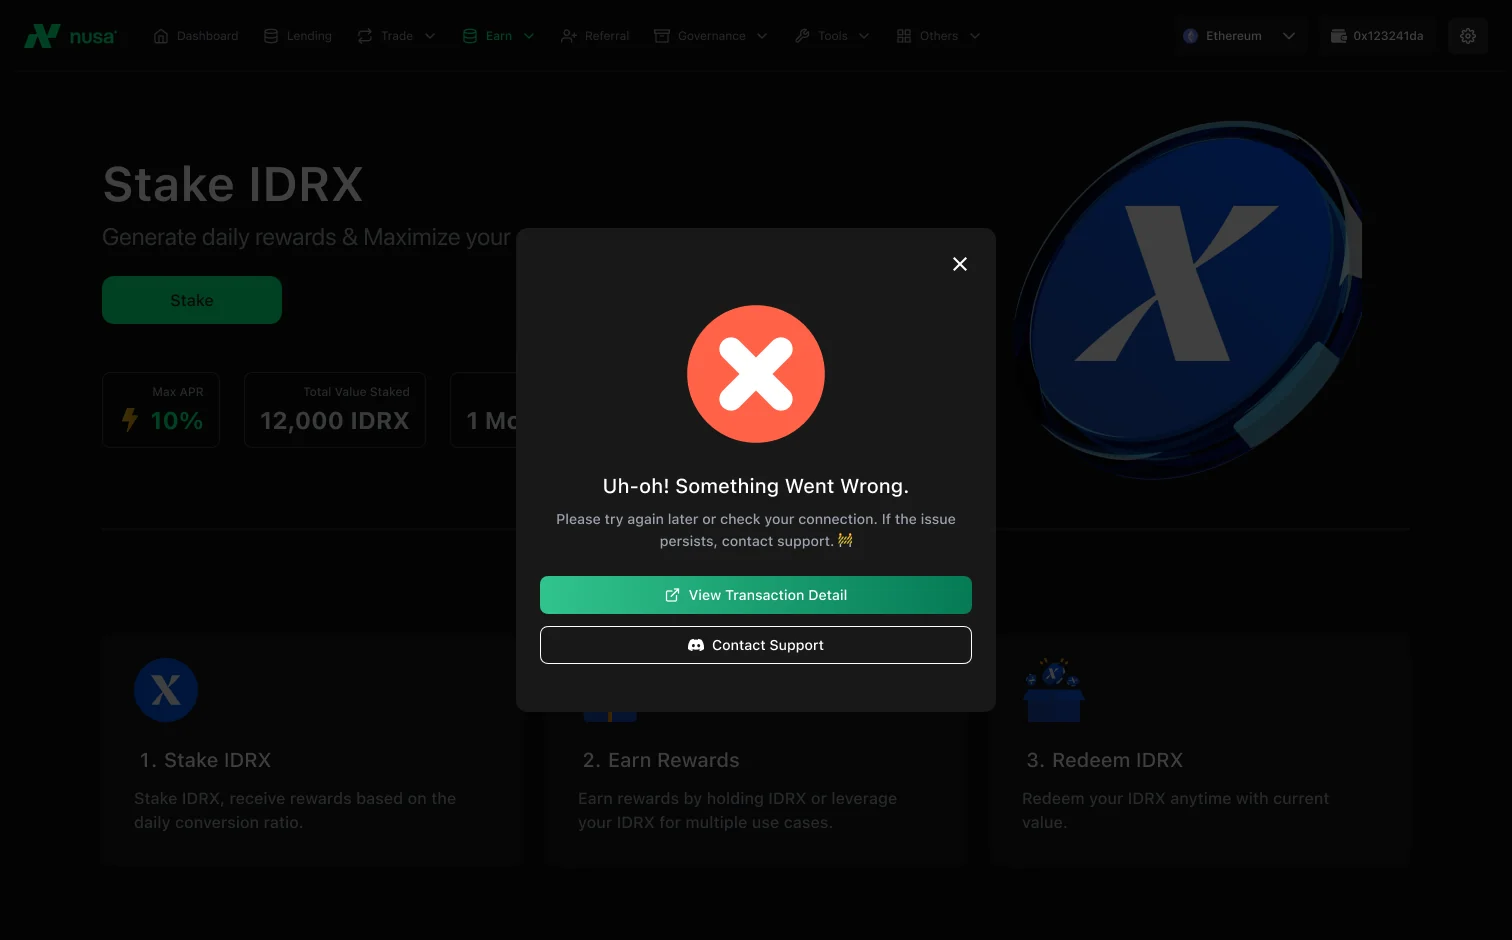 nusa
Dashboard
Lending
Trade
Earn
Referral
Governance
Tools
Others
Ethereum
0x123241da
Stake IDRX
Generate daily rewards & Maximize your
Stake
Max APR
10%
Total Value Staked
12,000 IDRX
1 Mo
Uh-oh! Something Went Wrong.
Please try again later or check your connection. If the issue
persists, contact support. 🚧
View Transaction Detail
Contact Support
1. Stake IDRX
Stake IDRX, receive rewards based on the
daily conversion ratio.
2. Earn Rewards
Earn rewards by holding IDRX or leverage
your IDRX for multiple use cases.
3. Redeem IDRX
Redeem your IDRX anytime with current
value.